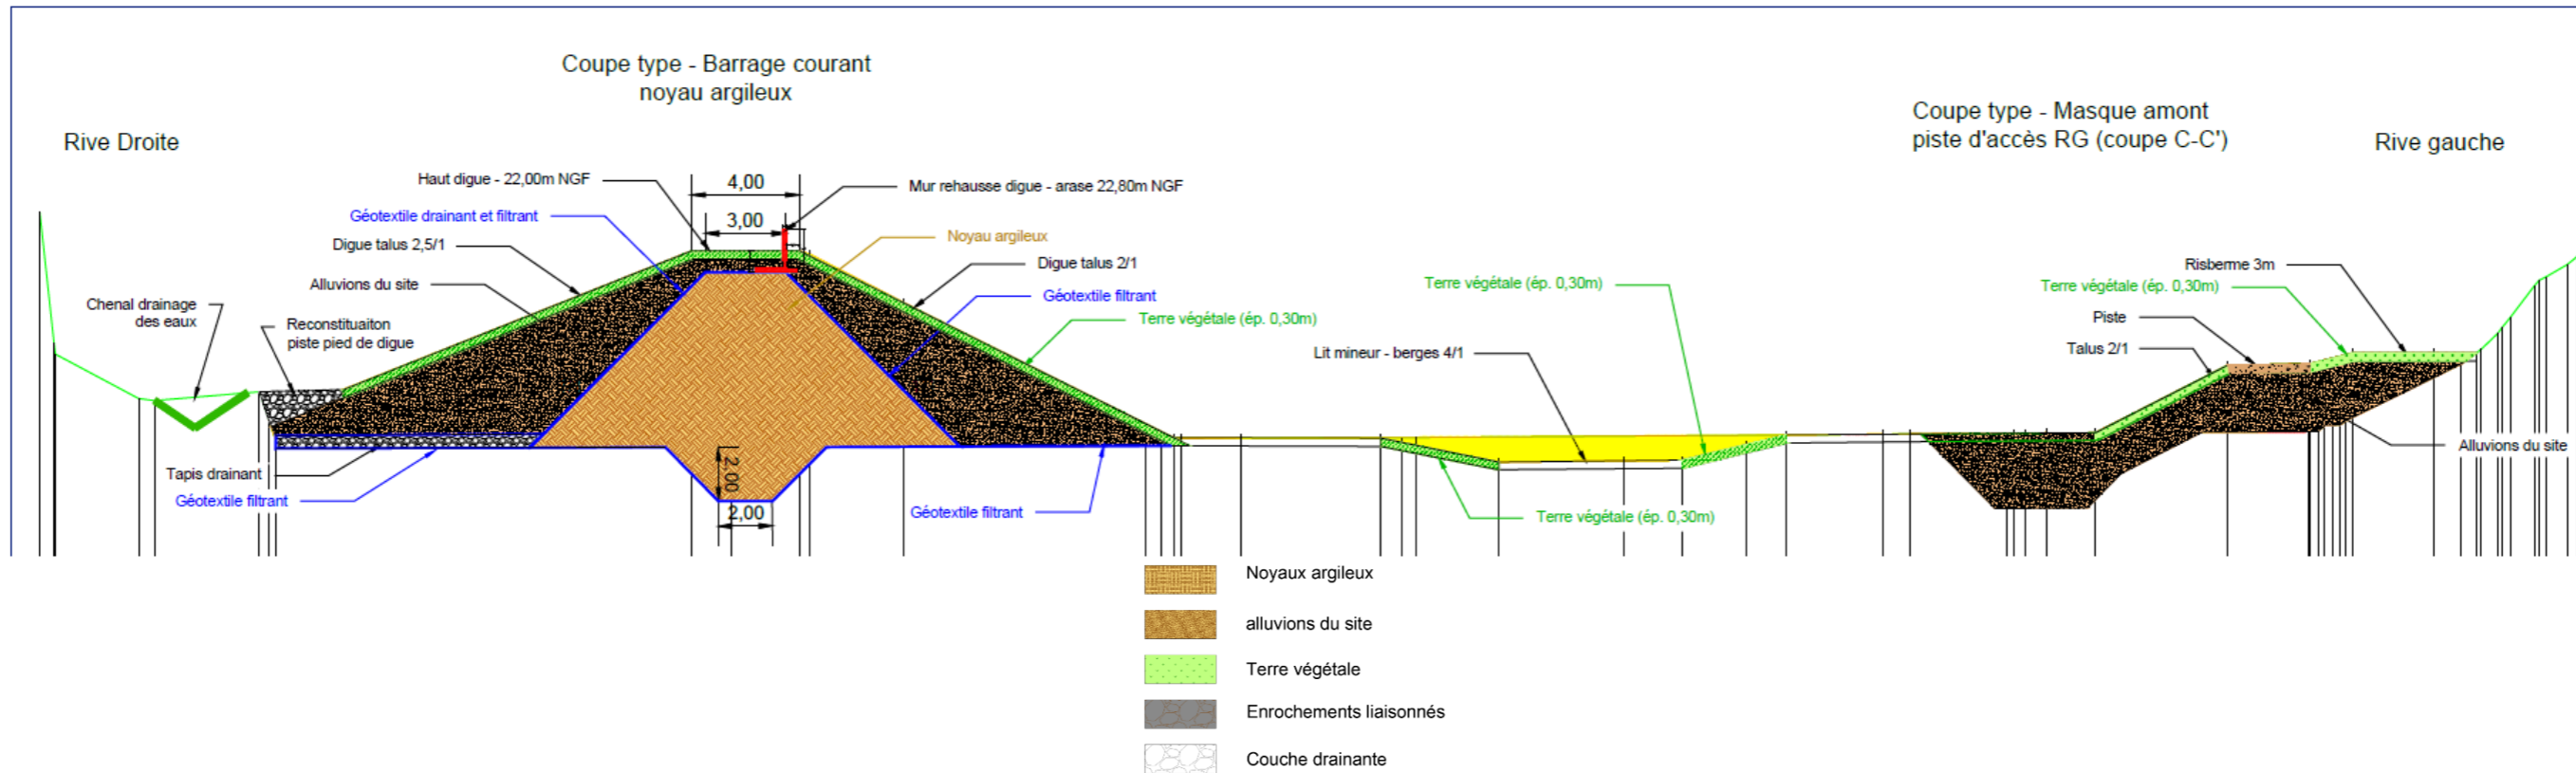 Coupe type - Barrage courant
noyau argileux
Coupe type - Masque amont
piste d'accès RG (coupe C-C')
Rive Droite
Rive gauche
Haut digue - 22,00m NGF
4,00
Mur rehausse digue - arase 22,80m NGF
Géotextile drainant et filtrant
3,00
Digue talus 2,5/1
Noyau argileux
Alluvions du site
Digue talus 2/1
Chenal drainage
des eaux
Géotextile filtrant
Reconstituaiton
piste pied de digue
Terre végétale (ép. 0,30m)
Terre végétale (ép. 0,30m)
Lit mineur - berges 4/1
Risberme 3m
Terre végétale (ép. 0,30m)
Piste
Talus 2/1
Alluvions du site
Tapis drainant
Géotextile filtrant
2,00
2,00
Géotextile filtrant
Terre végétale (ép. 0,30m)
Noyaux argileux
alluvions du site
Terre végétale
Enrochements liaisonnés
Couche drainante